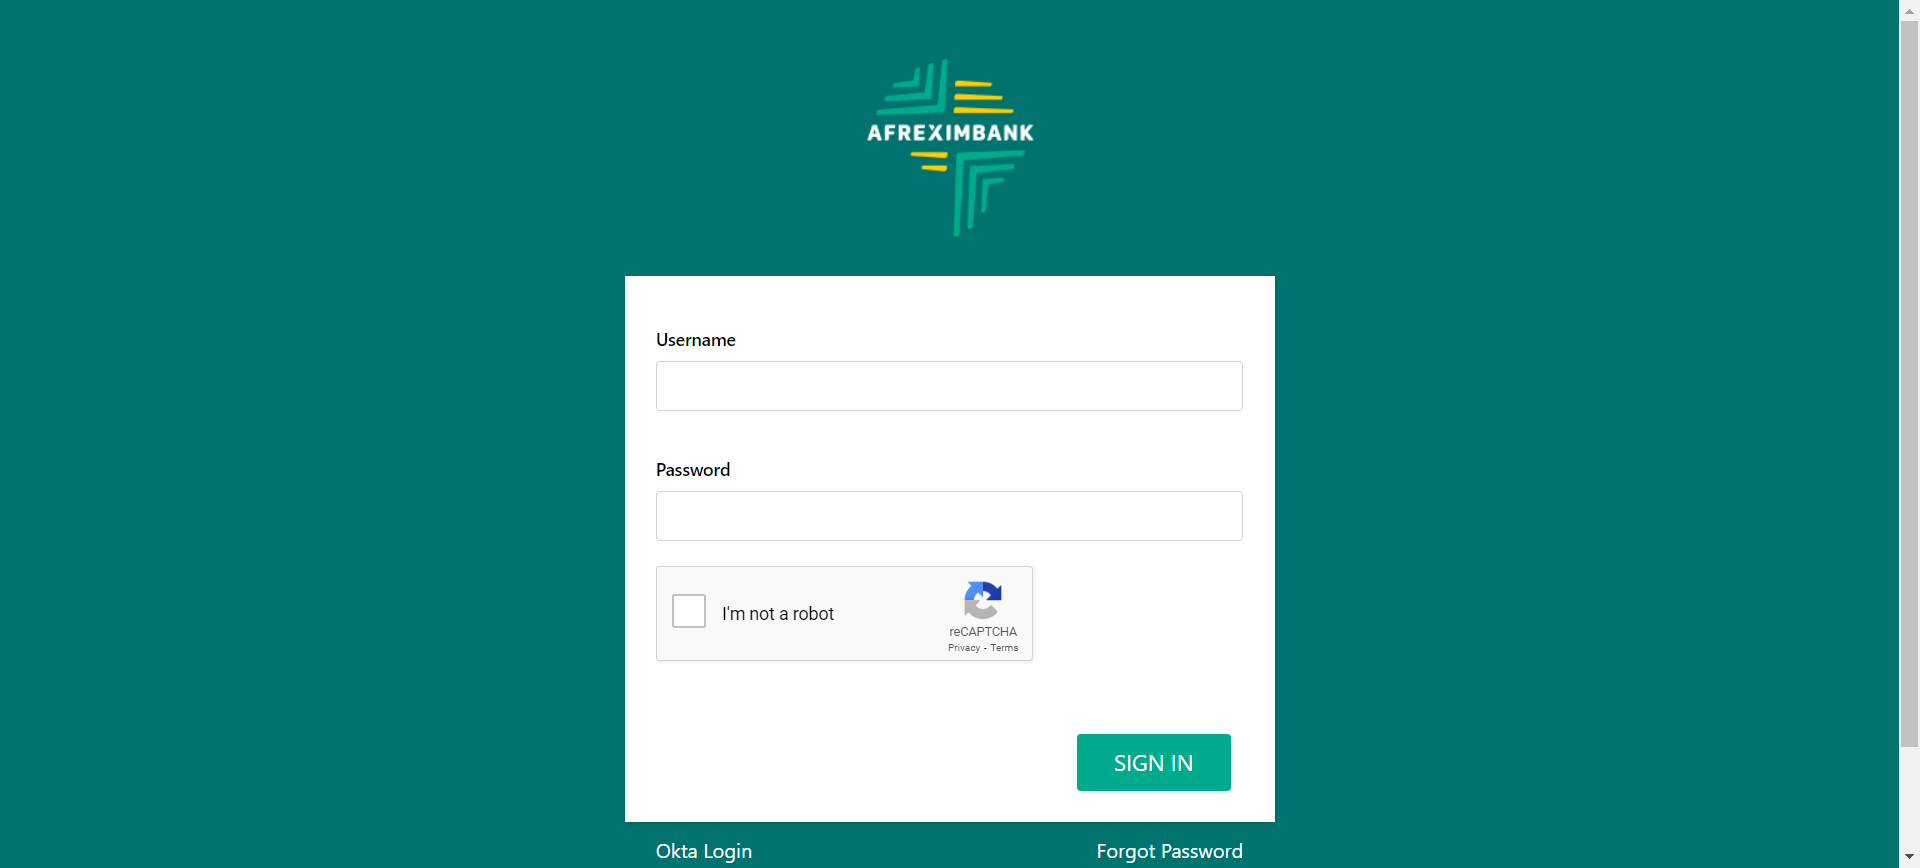 AFREXIMBANK
Username
Password
I'm not a robot
reCAPTCHA
Privacy - Terms
SIGN IN
Okta Login
Forgot Password